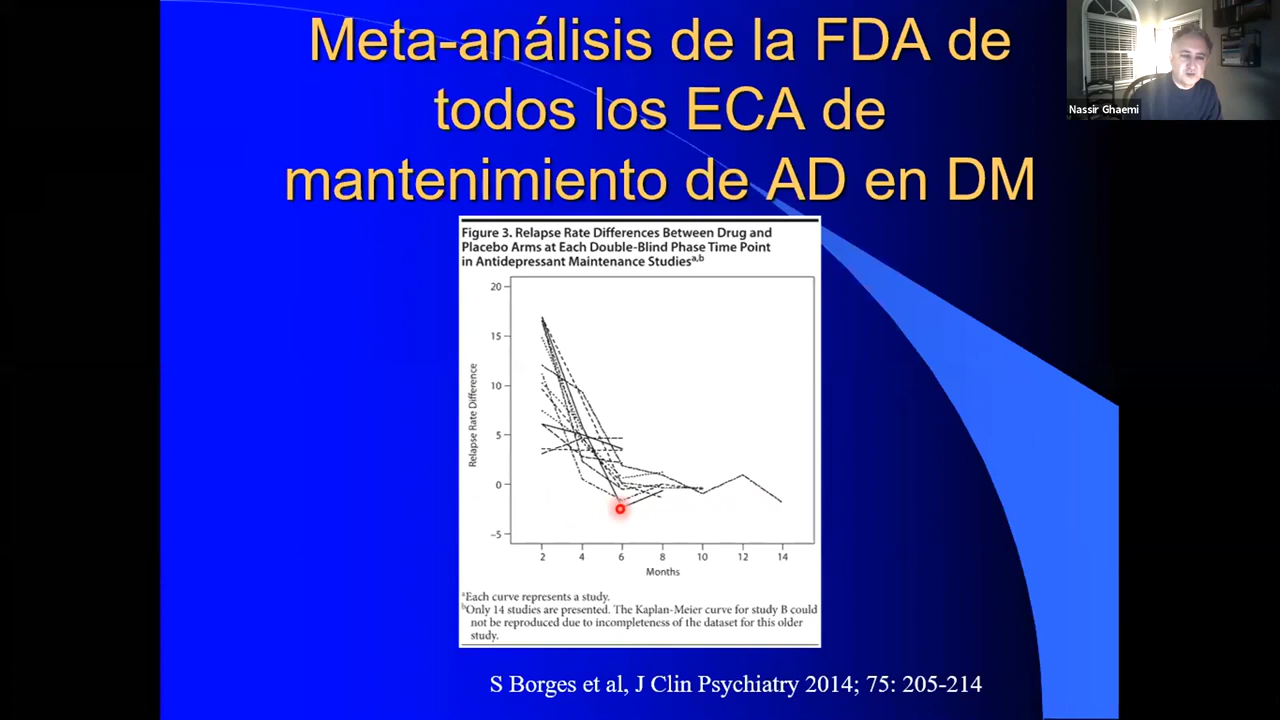 Meta-análisis de la FDA de
todos los ECA de
mantenimiento de AD en DM
Nassir Ghaemi
Figure 3. Relapse Rate Differences Between Drug and
Placebo Arms at Each Double-Blind Phase Time Point
in Antidepressant Maintenance Studiesa,b
20
15
10
5
0
–5
Relapse Rate Difference
2 4 6 8 10 12 14
Months
aEach curve represents a study.
bOnly 14 studies are presented. The Kaplan-Meier curve for study B could
not be reproduced due to incompleteness of the dataset for this older
study.
S Borges et al, J Clin Psychiatry 2014; 75: 205-214